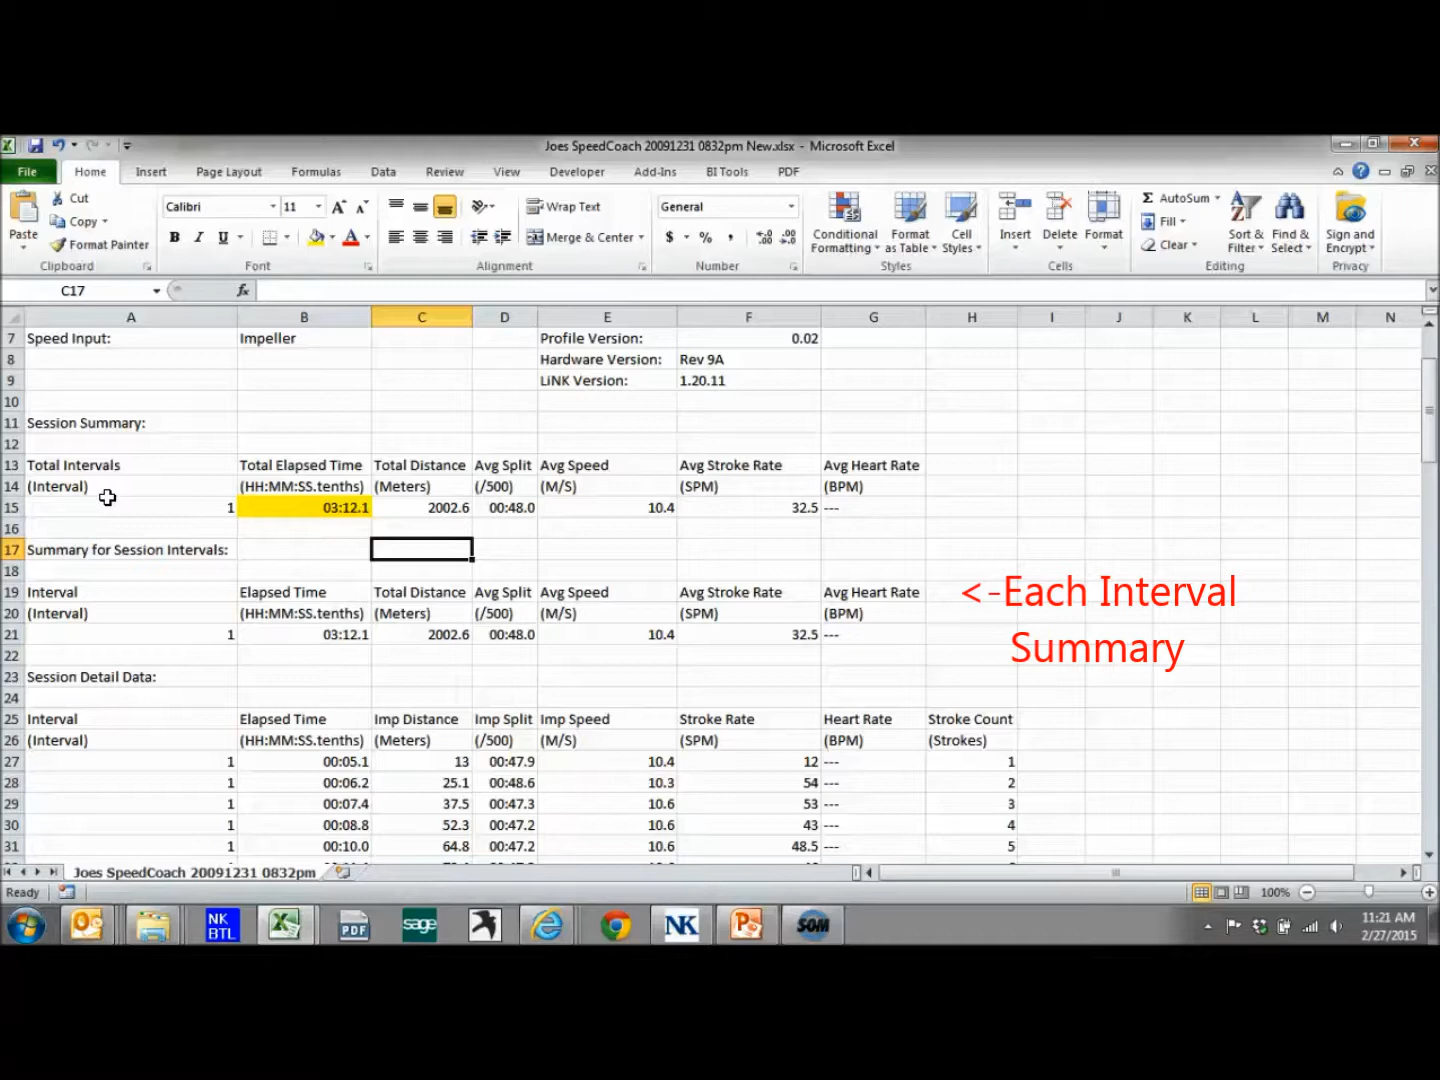 Joes SpeedCoach 20091231 0832pm New.xlsx - Microsoft Excel
File Home Insert Page Layout Formulas Data Review View Developer Add-Ins BI Tools PDF
Paste
Cut
Copy
Format Painter
Clipboard
Calibri 11
B I U
Font
Wrap Text
Merge & Center
Alignment
General
$ % ,
Number
Conditional Formatting
Format as Table
Cell Styles
Styles
Insert Delete Format
Cells
AutoSum
Fill
Clear
Sort & Filter
Find & Select
Editing
Sign and Encrypt
Privacy
C17 fx
A B C D E F G H I J K L M N
7 Speed Input: Impeller Profile Version: 0.02
8 Hardware Version: Rev 9A
9 LiNK Version: 1.20.11
10
11 Session Summary:
12
13 Total Intervals Total Elapsed Time Total Distance Avg Split Avg Speed Avg Stroke Rate Avg Heart Rate
14 (Interval) (HH:MM:SS.tenths) (Meters) (/500) (M/S) (SPM) (BPM)
15 1 03:12.1 2002.6 00:48.0 10.4 32.5 ---
16
17 Summary for Session Intervals:
18
19 Interval Elapsed Time Total Distance Avg Split Avg Speed Avg Stroke Rate Avg Heart Rate
20 (Interval) (HH:MM:SS.tenths) (Meters) (/500) (M/S) (SPM) (BPM)
21 1 03:12.1 2002.6 00:48.0 10.4 32.5 ---
<-Each Interval
Summary
22
23 Session Detail Data:
24
25 Interval Elapsed Time Imp Distance Imp Split Imp Speed Stroke Rate Heart Rate Stroke Count
26 (Interval) (HH:MM:SS.tenths) (Meters) (/500) (M/S) (SPM) (BPM) (Strokes)
27 1 00:05.1 13 00:47.9 10.4 12 --- 1
28 1 00:06.2 25.1 00:48.6 10.3 54 --- 2
29 1 00:07.4 37.5 00:47.3 10.6 53 --- 3
30 1 00:08.8 52.3 00:47.2 10.6 43 --- 4
31 1 00:10.0 64.8 00:47.2 10.6 48.5 --- 5
Joes SpeedCoach 20091231 0832pm
Ready 100%
NK BTL
PDF
sage
NK
SOM
11:21 AM
2/27/2015